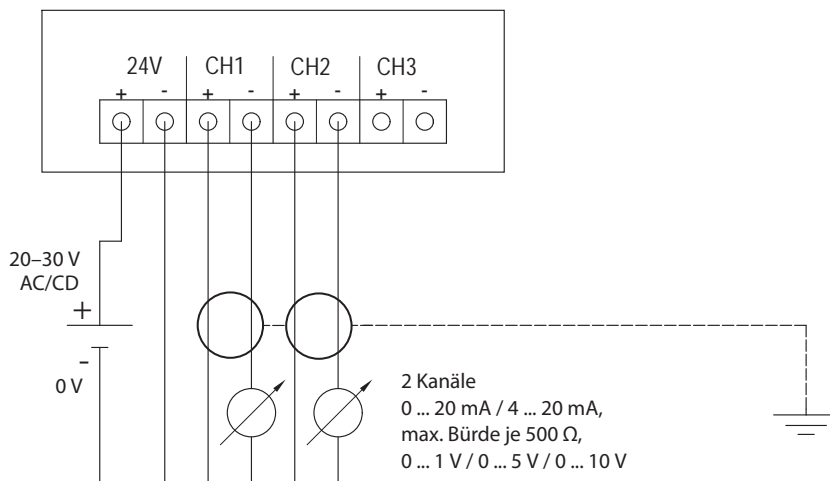 24V CH1 CH2 CH3
+ - + - + - + -
20–30 V
AC/CD
+
-
0 V
2 Kanäle
0 ... 20 mA / 4 ... 20 mA,
max. Bürde je 500 Ω,
0 ... 1 V / 0 ... 5 V / 0 ... 10 V